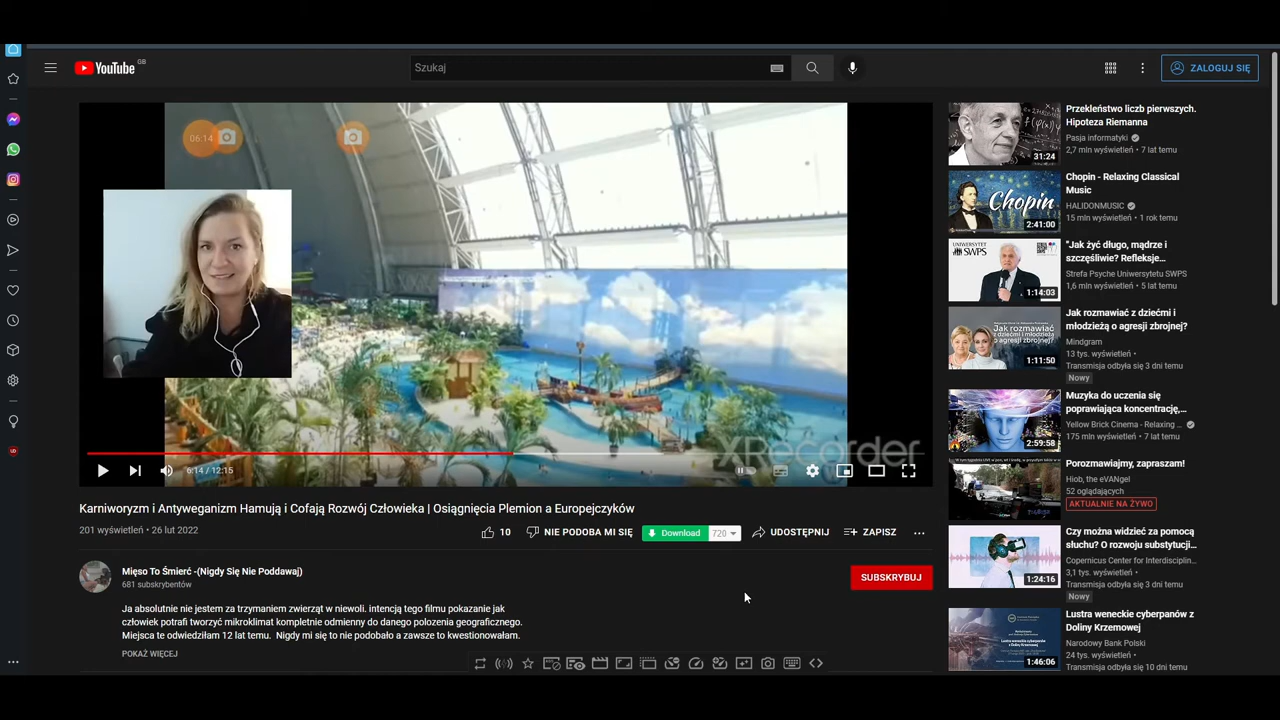 YouTube GB
Szukaj
ZALOGUJ SIĘ
06:14
XRecorder
6:14 / 12:15
Karniworyzm i Antyweganizm Hamują i Cofają Rozwój Człowieka | Osiągnięcia Plemion a Europejczyków
201 wyświetleń • 26 lut 2022
10
NIE PODOBA MI SIĘ
Download 720
UDOSTĘPNIJ
ZAPISZ
Mięso To Śmierć -(Nigdy Się Nie Poddawaj)
681 subskrybentów
SUBSKRYBUJ
Ja absolutnie nie jestem za trzymaniem zwierząt w niewoli. intencją tego filmu pokazanie jak
człowiek potrafi tworzyć mikroklimat kompletnie odmienny do danego polozenia geograficznego.
Miejsca te odwiedziłam 12 lat temu. Nigdy mi się to nie podobało a zawsze to kwestionowałam.
POKAŻ WIĘCEJ
31:24
Przekleństwo liczb pierwszych.
Hipoteza Riemanna
Pasja informatyki
2,7 mln wyświetleń • 7 lat temu
Chopin
2:41:00
Chopin - Relaxing Classical
Music
HALIDONMUSIC
15 mln wyświetleń • 1 rok temu
UNIWERSYTET
SWPS
1:14:03
"Jak żyć długo, mądrze i
szczęśliwie? Refleksje...
Strefa Psyche Uniwersytetu SWPS
1,6 mln wyświetleń • 5 lat temu
Jak rozmawiać
z dziećmi i młodzieżą
o agresji zbrojnej?
1:11:50
Jak rozmawiać z dziećmi i
młodzieżą o agresji zbrojnej?
Mindgram
13 tys. wyświetleń •
Transmisja odbyła się 3 dni temu
Nowy
2:59:58
Muzyka do uczenia się
poprawiająca koncentrację,...
Yellow Brick Cinema - Relaxing ...
175 mln wyświetleń • 7 lat temu
Porozmawiajmy, zapraszam!
Hiob, the eVANgel
52 oglądających
AKTUALNIE NA ŻYWO
1:24:16
Czy można widzieć za pomocą
słuchu? O rozwoju substytucji...
Copernicus Center for Interdisciplin...
3,1 tys. wyświetleń •
Transmisja odbyła się 3 dni temu
Nowy
1:46:06
Lustra weneckie cyberpanów z
Doliny Krzemowej
Narodowy Bank Polski
Transmisja odbyła się 10 dni temu